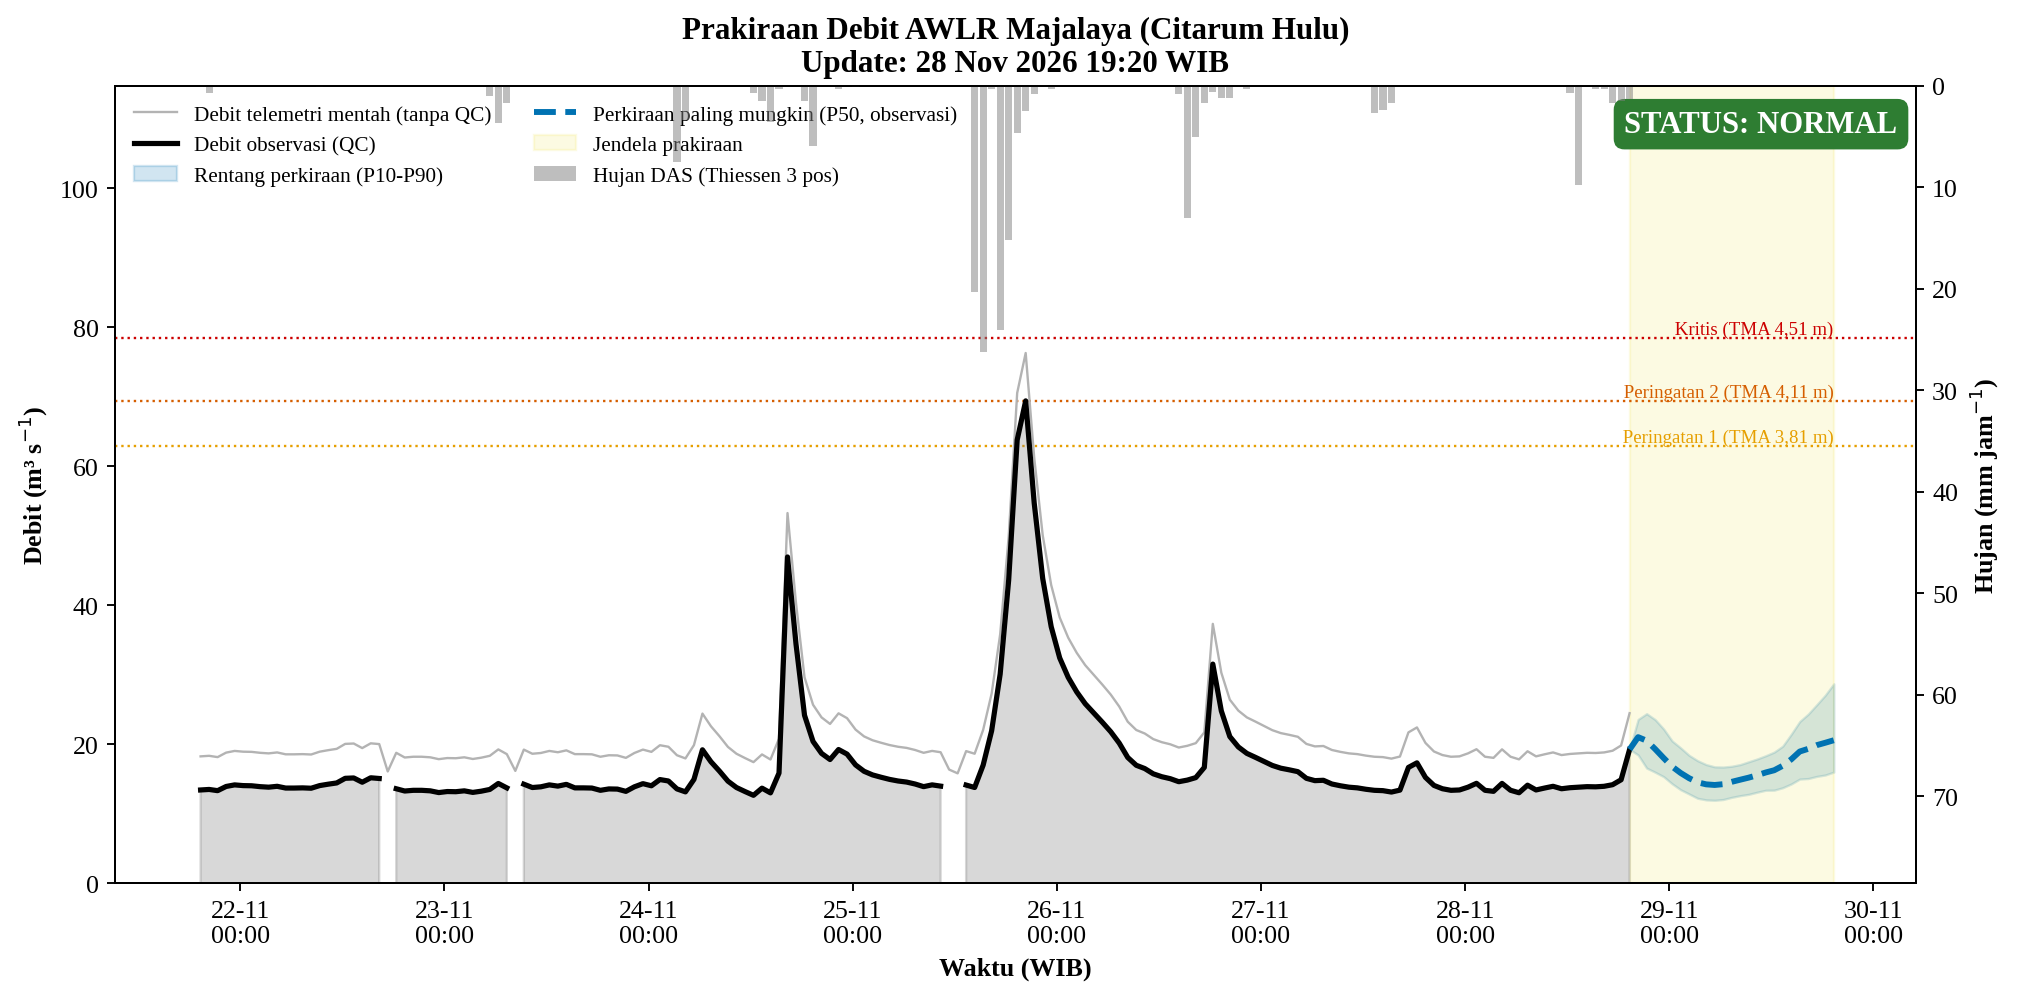 Prakiraan Debit AWLR Majalaya (Citarum Hulu)
Update: 28 Nov 2026 19:20 WIB
Debit telemetri mentah (tanpa QC)
Debit observasi (QC)
Rentang perkiraan (P10-P90)
Perkiraan paling mungkin (P50, observasi)
Jendela prakiraan
Hujan DAS (Thiessen 3 pos)
STATUS: NORMAL
Kritis (TMA 4,51 m)
Peringatan 2 (TMA 4,11 m)
Peringatan 1 (TMA 3,81 m)
Debit (m³ s⁻¹)
100
80
60
40
20
0
Hujan (mm jam⁻¹)
0
10
20
30
40
50
60
70
22-11
00:00
23-11
00:00
24-11
00:00
25-11
00:00
26-11
00:00
27-11
00:00
28-11
00:00
29-11
00:00
30-11
00:00
Waktu (WIB)